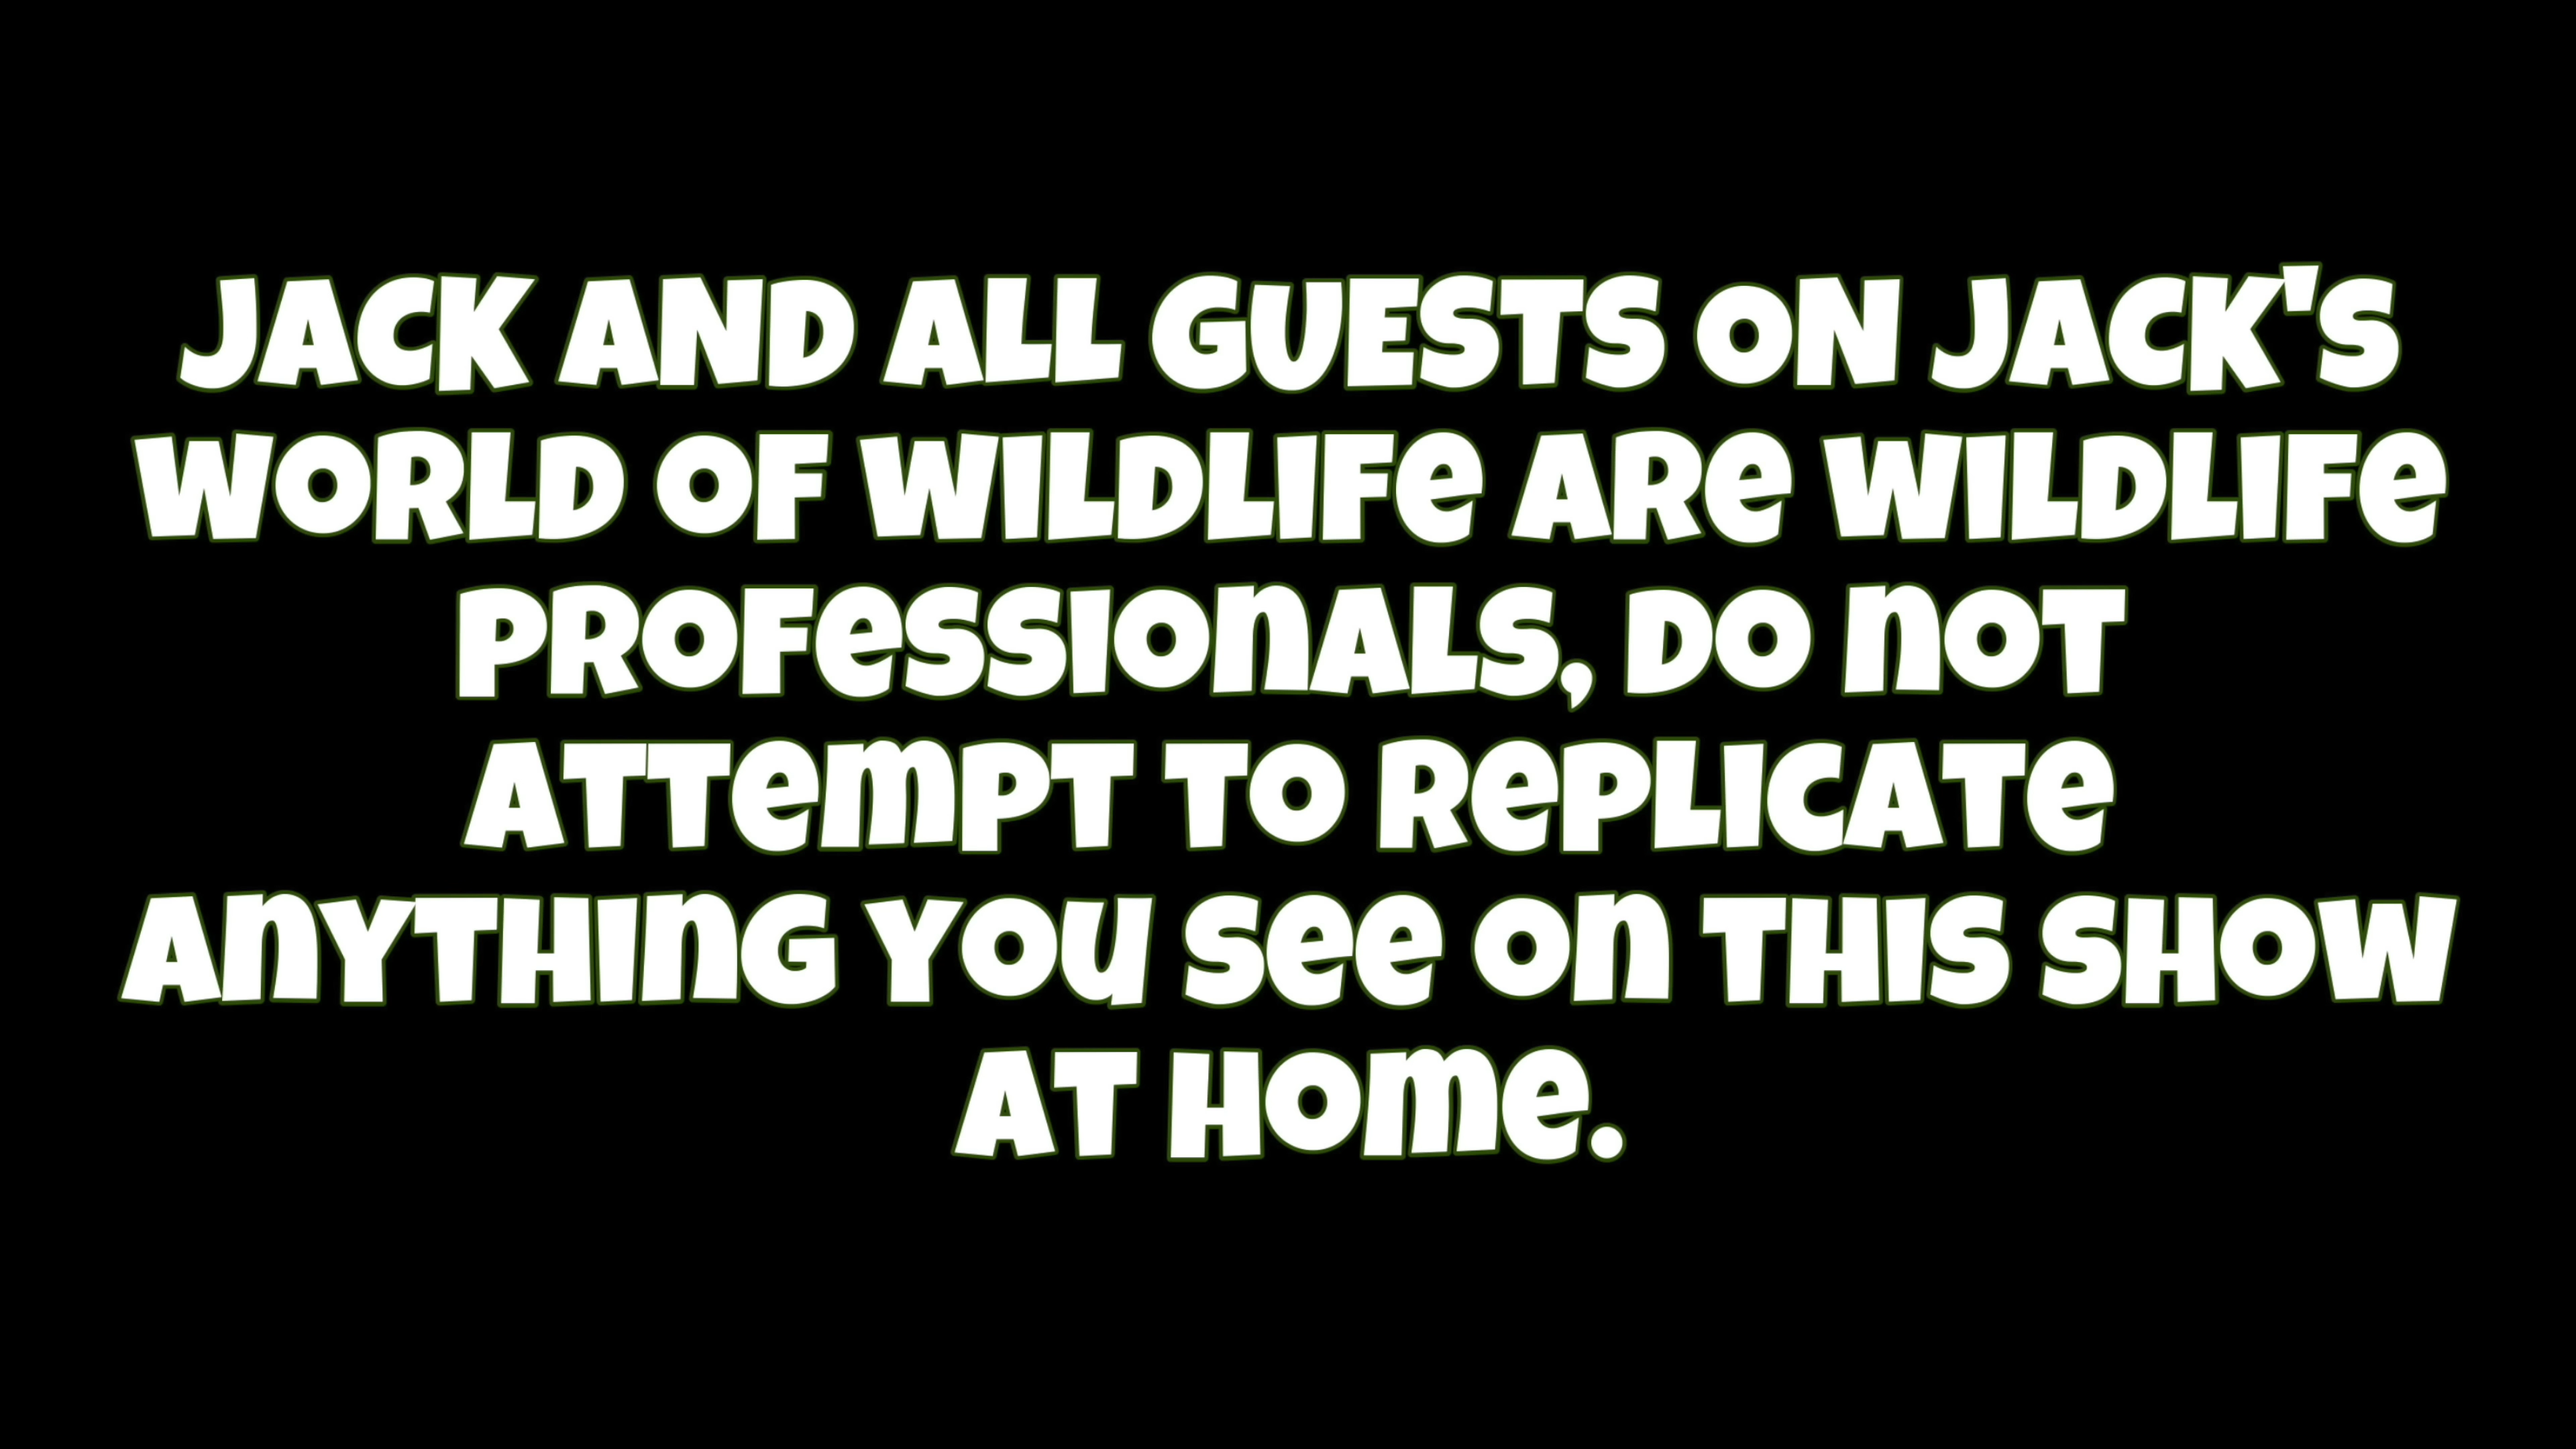 JACK AND ALL GUESTS ON JACK'S
WORLD OF WILDLIFE ARE WILDLIFE
PROFESSIONALS, DO NOT
ATTEMPT TO REPLICATE
ANYTHING YOU SEE ON THIS SHOW
AT HOME.